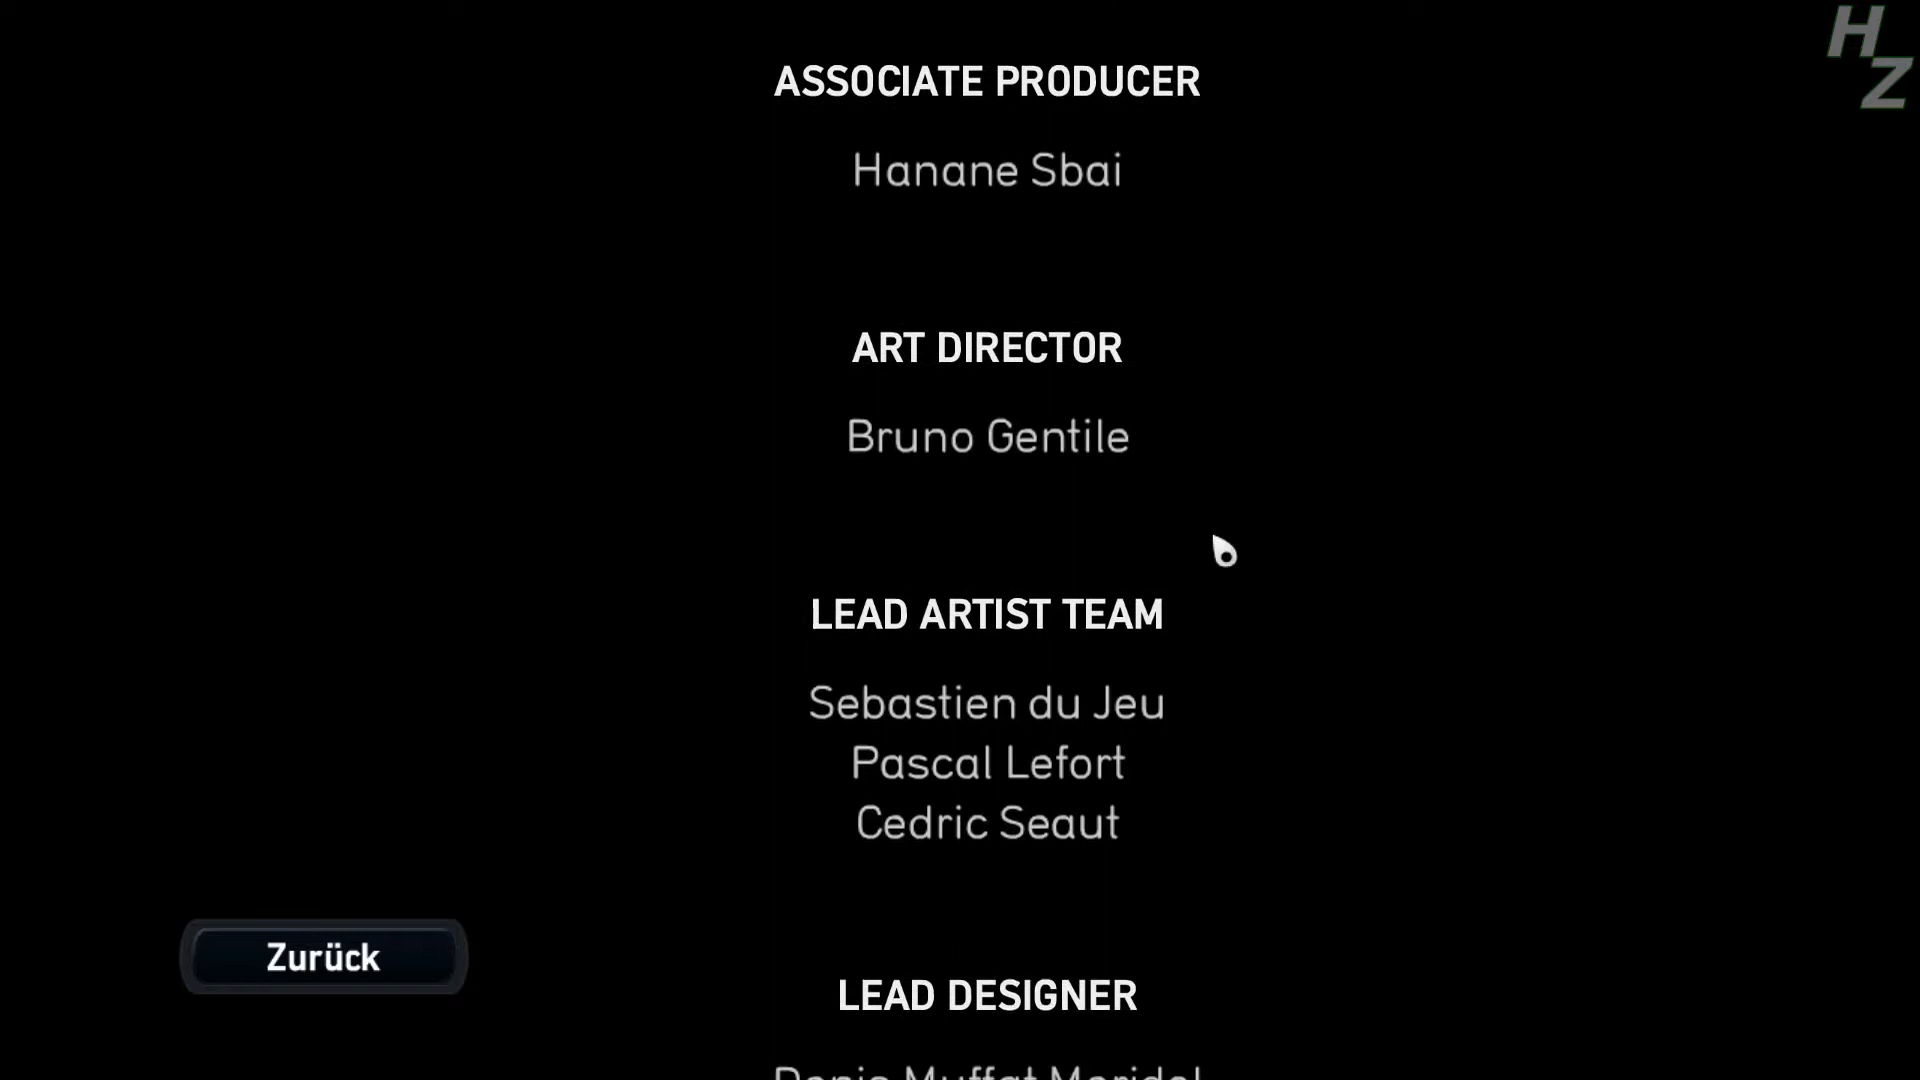 H
Z
ASSOCIATE PRODUCER
Hanane Sbai
ART DIRECTOR
Bruno Gentile
LEAD ARTIST TEAM
Sebastien du Jeu
Pascal Lefort
Cedric Seaut
Zurück
LEAD DESIGNER